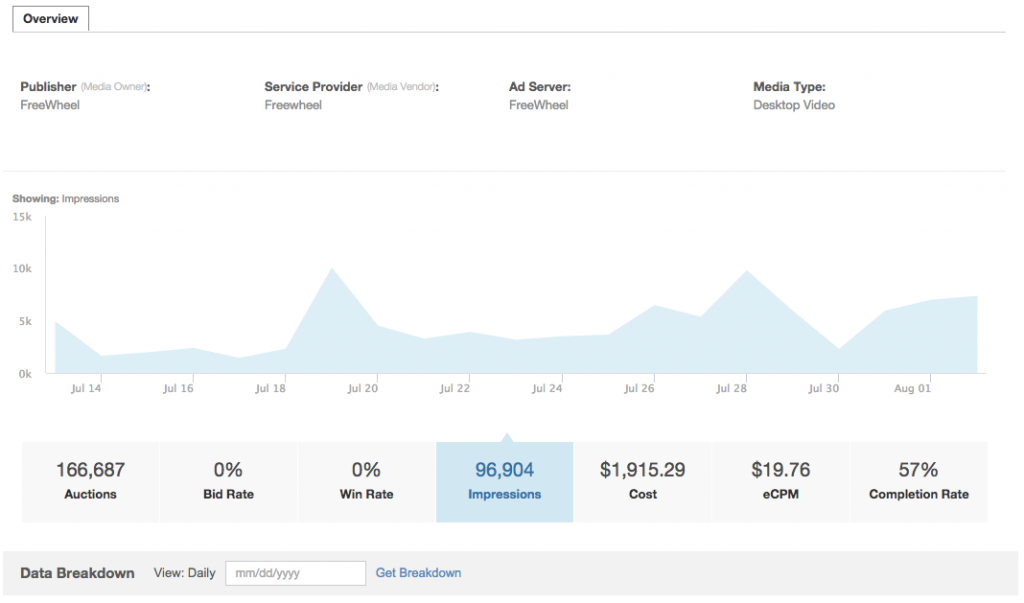 Overview
Publisher (Media Owner):
FreeWheel
Service Provider (Media Vendor):
Freewheel
Ad Server:
FreeWheel
Media Type:
Desktop Video
Showing: Impressions
15k
10k
5k
0k
Jul 14 Jul 16 Jul 18 Jul 20 Jul 22 Jul 24 Jul 26 Jul 28 Jul 30 Aug 01
166,687
Auctions
0%
Bid Rate
0%
Win Rate
96,904
Impressions
$1,915.29
Cost
$19.76
eCPM
57%
Completion Rate
Data Breakdown View: Daily mm/dd/yyyy Get Breakdown